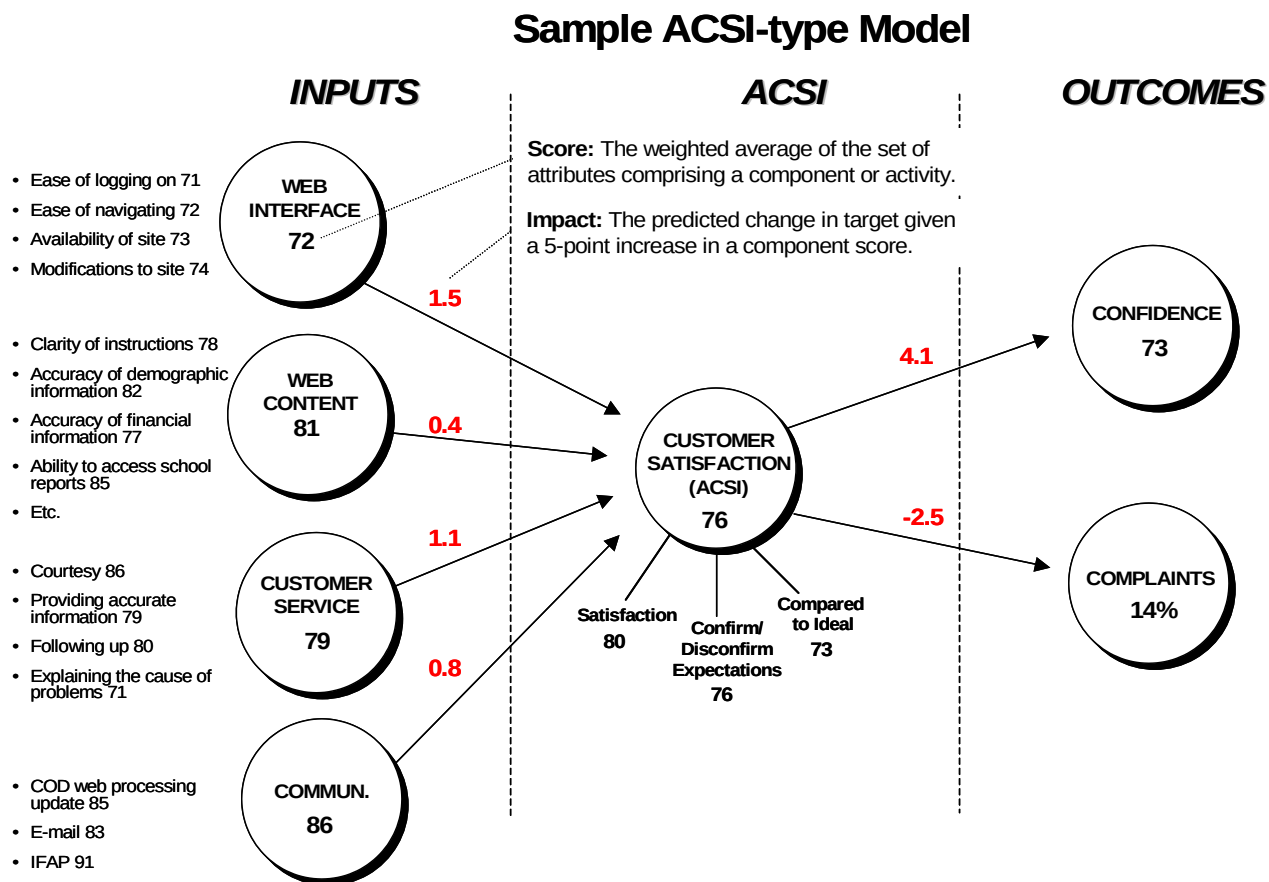 Sample ACSI-type Model
INPUTS
ACSI
OUTCOMES
• Ease of logging on 71
• Ease of navigating 72
• Availability of site 73
• Modifications to site 74
WEB
INTERFACE
72
Score: The weighted average of the set of
attributes comprising a component or activity.
Impact: The predicted change in target given
a 5-point increase in a component score.
1.5
• Clarity of instructions 78
• Accuracy of demographic
information 82
• Accuracy of financial
information 77
• Ability to access school
reports 85
• Etc.
WEB
CONTENT
81
0.4
• Courtesy 86
• Providing accurate
information 79
• Following up 80
• Explaining the cause of
problems 71
CUSTOMER
SERVICE
79
1.1
• COD web processing
update 85
• E-mail 83
• IFAP 91
COMMUN.
86
0.8
CUSTOMER
SATISFACTION
(ACSI)
76
Satisfaction
80
Confirm/
Disconfirm
Expectations
76
Compared
to Ideal
73
4.1
-2.5
CONFIDENCE
73
COMPLAINTS
14%